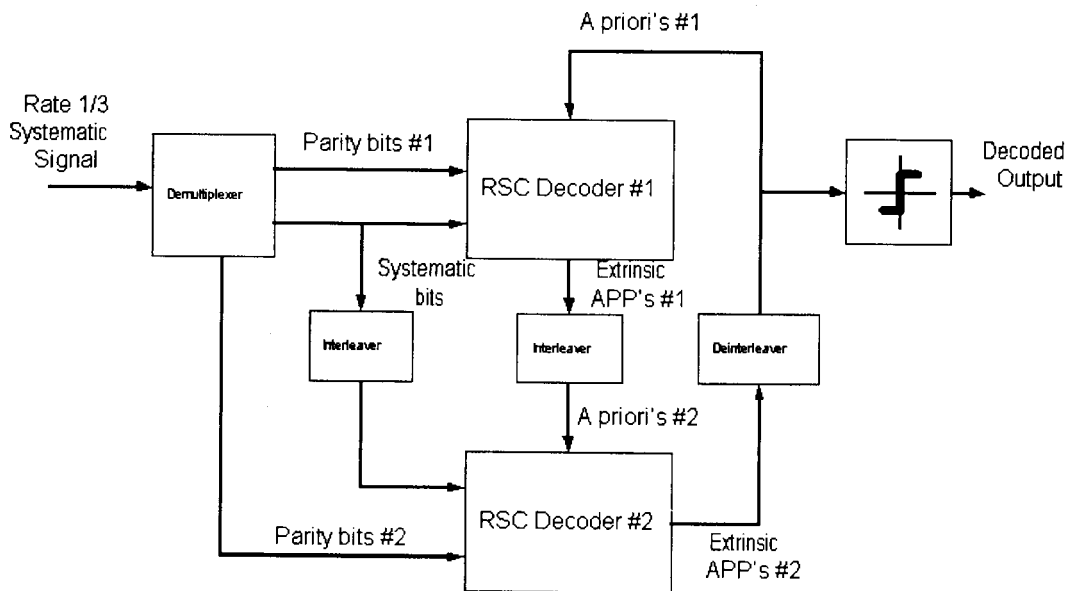 A priori's #1
Rate 1/3
Systematic
Signal
Parity bits #1
Demultiplexer
RSC Decoder #1
Decoded
Output
Systematic
bits
Extrinsic
APP's #1
Interleaver
Interleaver
Deinterleaver
A priori's #2
RSC Decoder #2
Parity bits #2
Extrinsic
APP's #2